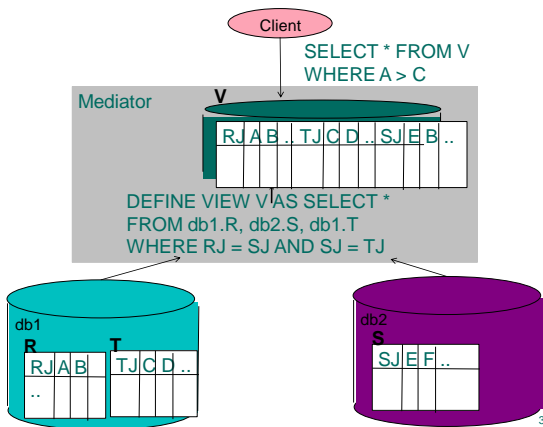 Client
SELECT * FROM V
WHERE A > C
Mediator
V
RJ A B .. TJ C D .. SJ E B ..
DEFINE VIEW V AS SELECT *
FROM db1.R, db2.S, db1.T
WHERE RJ = SJ AND SJ = TJ
db1
R
T
RJ A B
..
TJ C D ..
db2
S
SJ E F ..
3